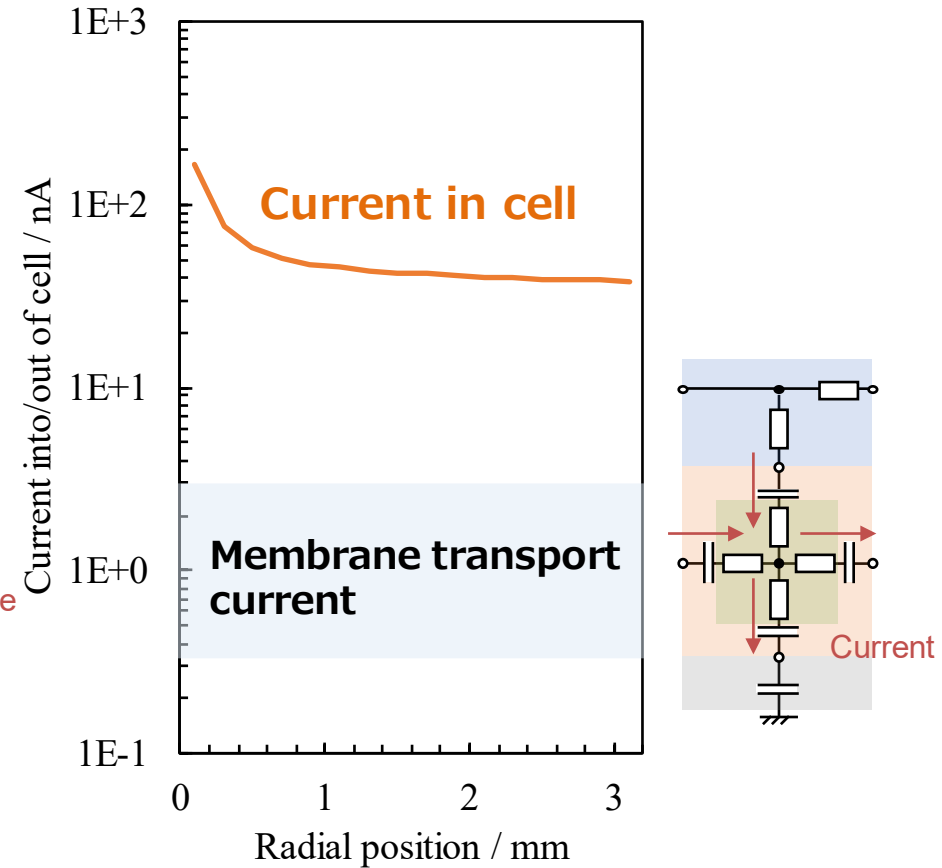 1E+3
1E+2
1E+1
1E+0
1E-1
Current into/out of cell / nA
Current in cell
Membrane transport
current
0
1
2
3
Radial position / mm
e
Current